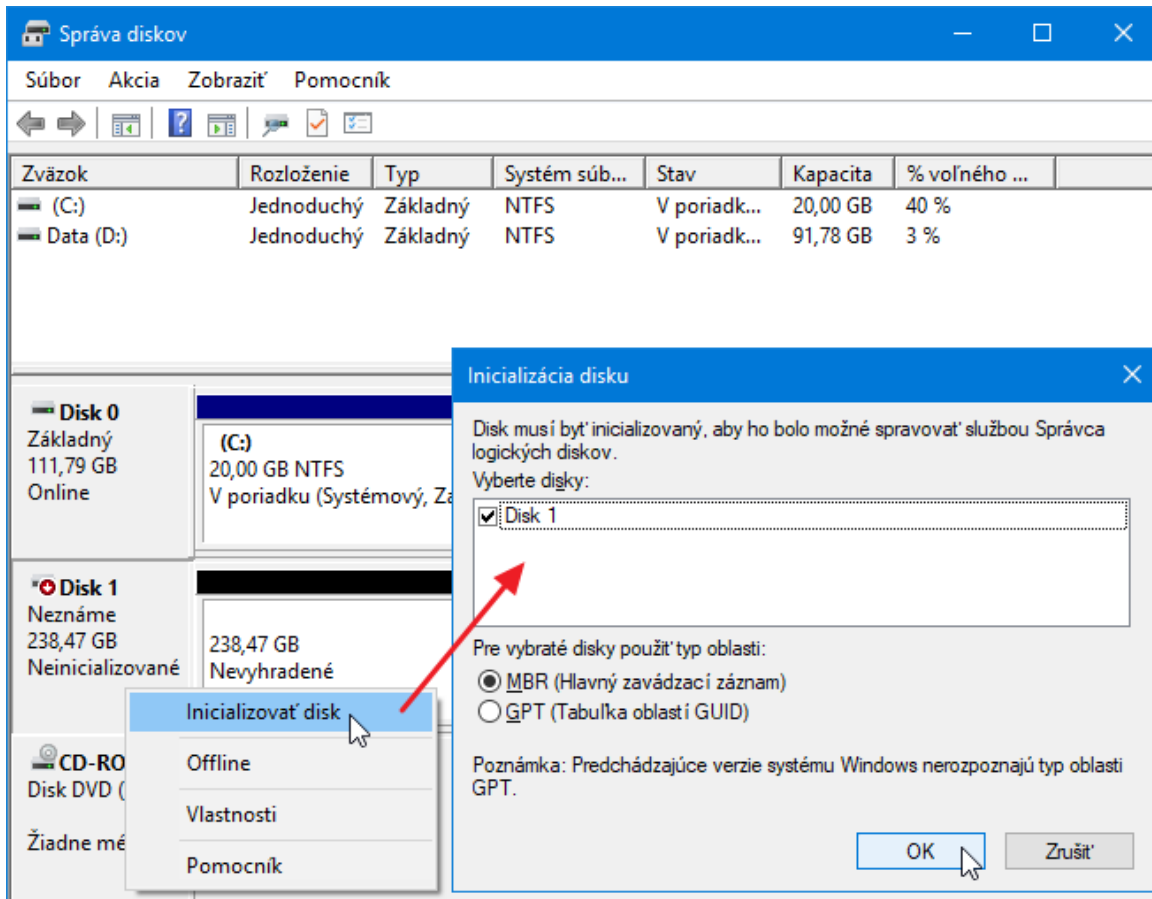 Správa diskov
Súbor Akcia Zobraziť Pomocník
Zväzok Rozloženie Typ Systém súb... Stav Kapacita % voľného ...
(C:) Jednoduchý Základný NTFS V poriadk... 20,00 GB 40 %
Data (D:) Jednoduchý Základný NTFS V poriadk... 91,78 GB 3 %
Disk 0
Základný
111,79 GB
Online
(C:)
20,00 GB NTFS
V poriadku (Systémový, Za
Disk 1
Neznáme
238,47 GB
Neinicializované
238,47 GB
Nevyhradené
CD-RO
Disk DVD (
Žiadne mé
Inicializovať disk
Offline
Vlastnosti
Pomocník
Inicializácia disku
Disk musí byť inicializovaný, aby ho bolo možné spravovať službou Správca
logických diskov.
Vyberte disky:
Disk 1
Pre vybraté disky použiť typ oblasti:
MBR (Hlavný zavádzací záznam)
GPT (Tabuľka oblastí GUID)
Poznámka: Predchádzajúce verzie systému Windows nerozpoznajú typ oblasti
GPT.
OK Zrušiť